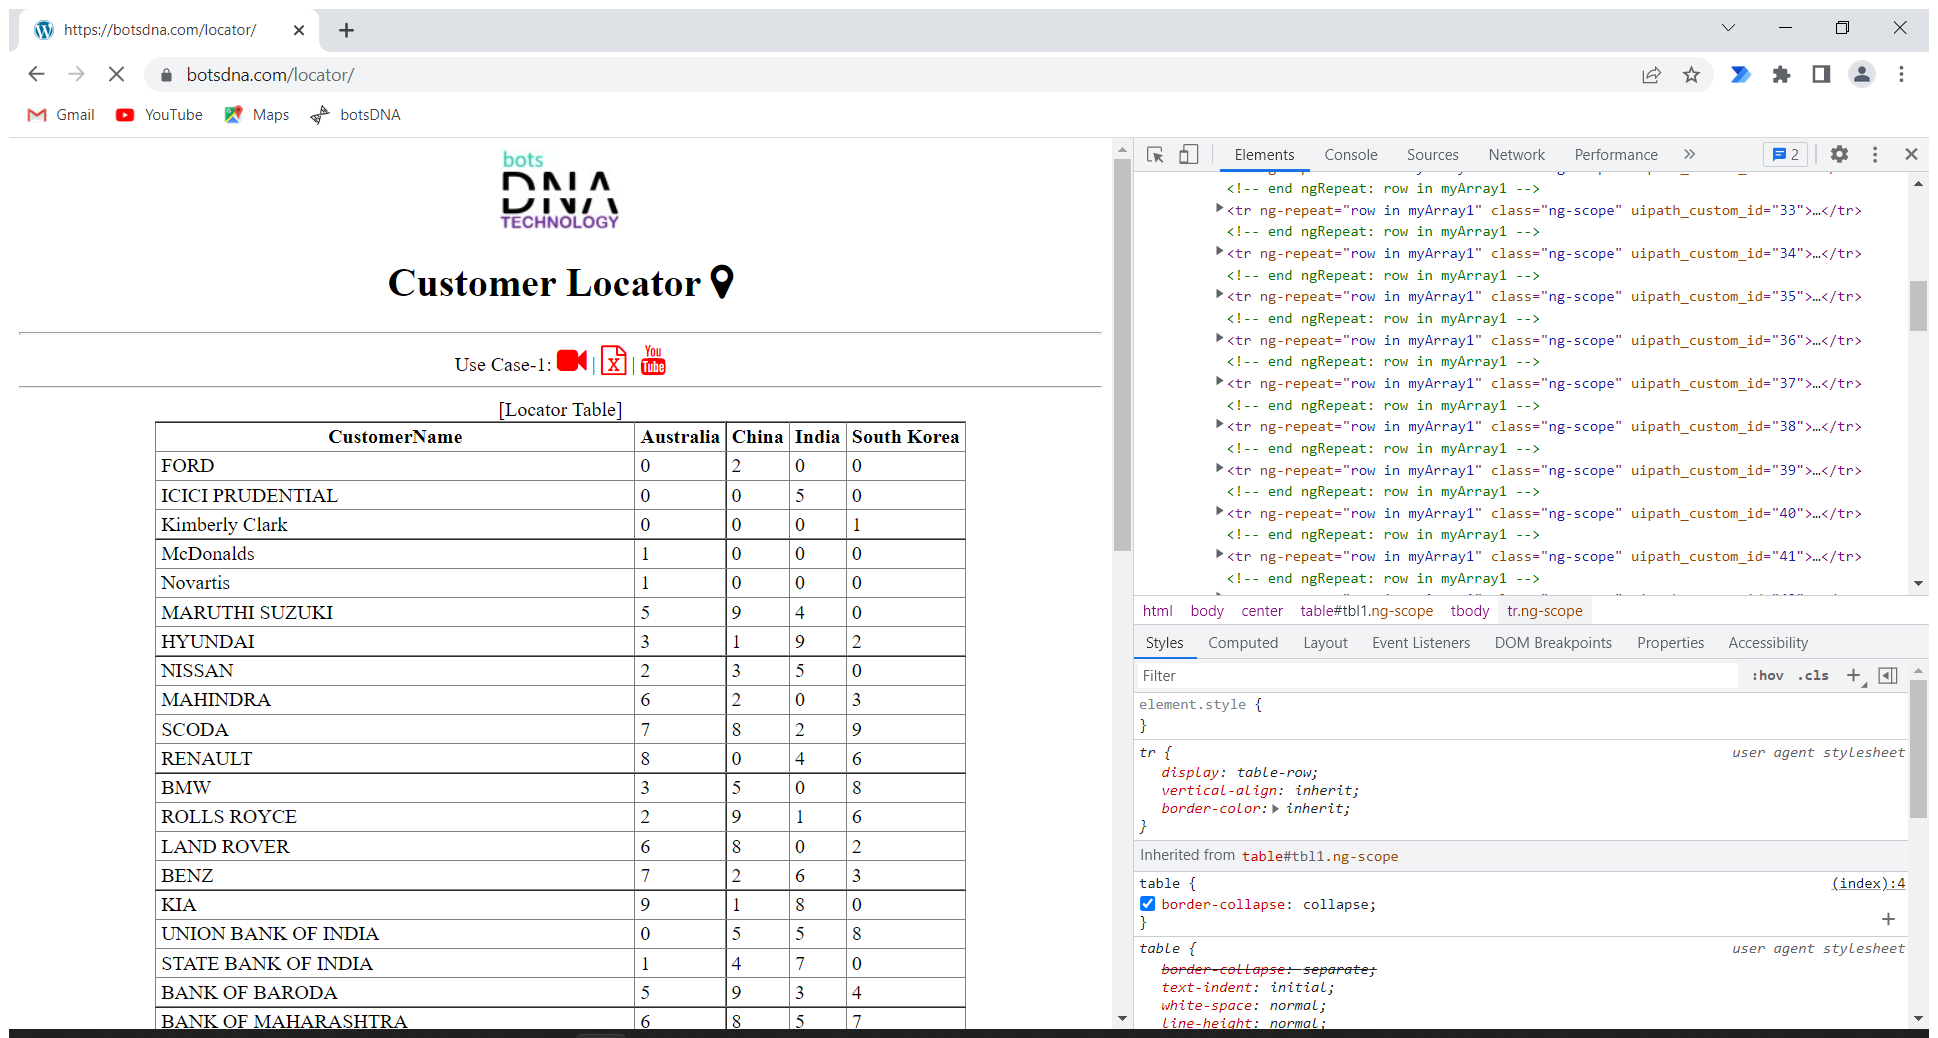 https://botsdna.com/locator/
botsdna.com/locator/
Gmail YouTube Maps botsDNA
bots
DNA
TECHNOLOGY
Customer Locator
Use Case-1: | X | You Tube
[Locator Table]
CustomerName Australia China India South Korea
FORD 0 2 0 0
ICICI PRUDENTIAL 0 0 5 0
Kimberly Clark 0 0 0 1
McDonalds 1 0 0 0
Novartis 1 0 0 0
MARUTHI SUZUKI 5 9 4 0
HYUNDAI 3 1 9 2
NISSAN 2 3 5 0
MAHINDRA 6 2 0 3
SCODA 7 8 2 9
RENAULT 8 0 4 6
BMW 3 5 0 8
ROLLS ROYCE 2 9 1 6
LAND ROVER 6 8 0 2
BENZ 7 2 6 3
KIA 9 1 8 0
UNION BANK OF INDIA 0 5 5 8
STATE BANK OF INDIA 1 4 7 0
BANK OF BARODA 5 9 3 4
BANK OF MAHARASHTRA 6 8 5 7
Elements Console Sources Network Performance » 2
<!-- end ngRepeat: row in myArray1 -->
<tr ng-repeat="row in myArray1" class="ng-scope" uipath_custom_id="33">…</tr>
<!-- end ngRepeat: row in myArray1 -->
<tr ng-repeat="row in myArray1" class="ng-scope" uipath_custom_id="34">…</tr>
<!-- end ngRepeat: row in myArray1 -->
<tr ng-repeat="row in myArray1" class="ng-scope" uipath_custom_id="35">…</tr>
<!-- end ngRepeat: row in myArray1 -->
<tr ng-repeat="row in myArray1" class="ng-scope" uipath_custom_id="36">…</tr>
<!-- end ngRepeat: row in myArray1 -->
<tr ng-repeat="row in myArray1" class="ng-scope" uipath_custom_id="37">…</tr>
<!-- end ngRepeat: row in myArray1 -->
<tr ng-repeat="row in myArray1" class="ng-scope" uipath_custom_id="38">…</tr>
<!-- end ngRepeat: row in myArray1 -->
<tr ng-repeat="row in myArray1" class="ng-scope" uipath_custom_id="39">…</tr>
<!-- end ngRepeat: row in myArray1 -->
<tr ng-repeat="row in myArray1" class="ng-scope" uipath_custom_id="40">…</tr>
<!-- end ngRepeat: row in myArray1 -->
<tr ng-repeat="row in myArray1" class="ng-scope" uipath_custom_id="41">…</tr>
<!-- end ngRepeat: row in myArray1 -->
html body center table#tbl1.ng-scope tbody tr.ng-scope
Styles Computed Layout Event Listeners DOM Breakpoints Properties Accessibility
Filter :hov .cls +
element.style {
}
tr { user agent stylesheet
display: table-row;
vertical-align: inherit;
border-color: inherit;
}
Inherited from table#tbl1.ng-scope
table { (index):4
border-collapse: collapse;
}
table { user agent stylesheet
border-collapse: separate;
text-indent: initial;
white-space: normal;
line-height: normal;